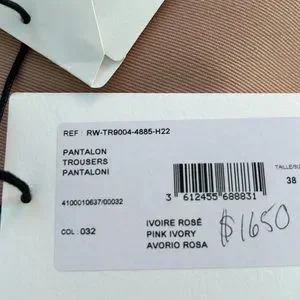 REF : RW-TR9004-4885-H22
PANTALON
TROUSERS
PANTALONI
3 612455 688831
TAILLE/SI
38
4100010637/00032
COL : 032
IVOIRE ROSÉ
PINK IVORY
AVORIO ROSA
$1650